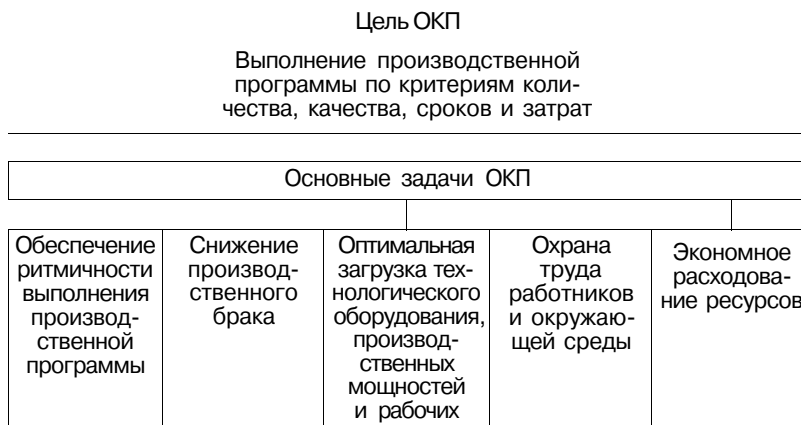 Цель ОКП
Выполнение производственной
программы по критериям коли-
чества, качества, сроков и затрат
Основные задачи ОКП
Обеспечение
ритмичности
выполнения
производ-
ственной
программы
Снижение
производ-
ственного
брака
Оптимальная
загрузка тех-
нологического
оборудования,
производ-
ственных
мощностей
и рабочих
Охрана
труда
работников
и окружаю-
щей среды
Экономное
расходова-
ние ресурсов